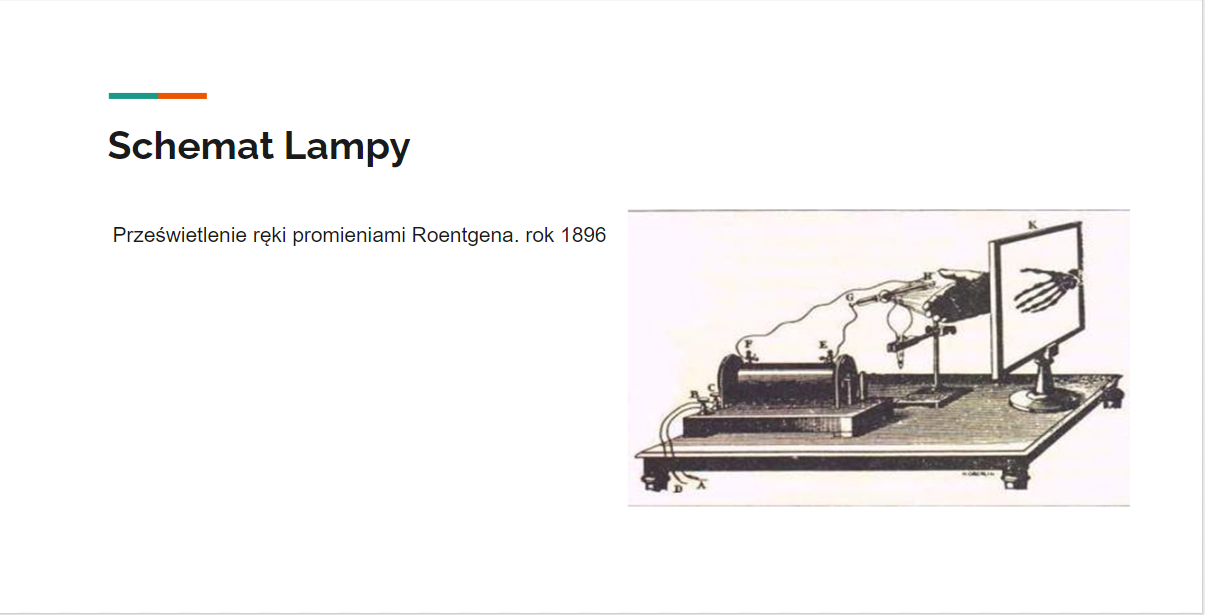 Schemat Lampy
Prześwietlenie ręki promieniami Roentgena. rok 1896
K
H
G
F
E
B C
D A